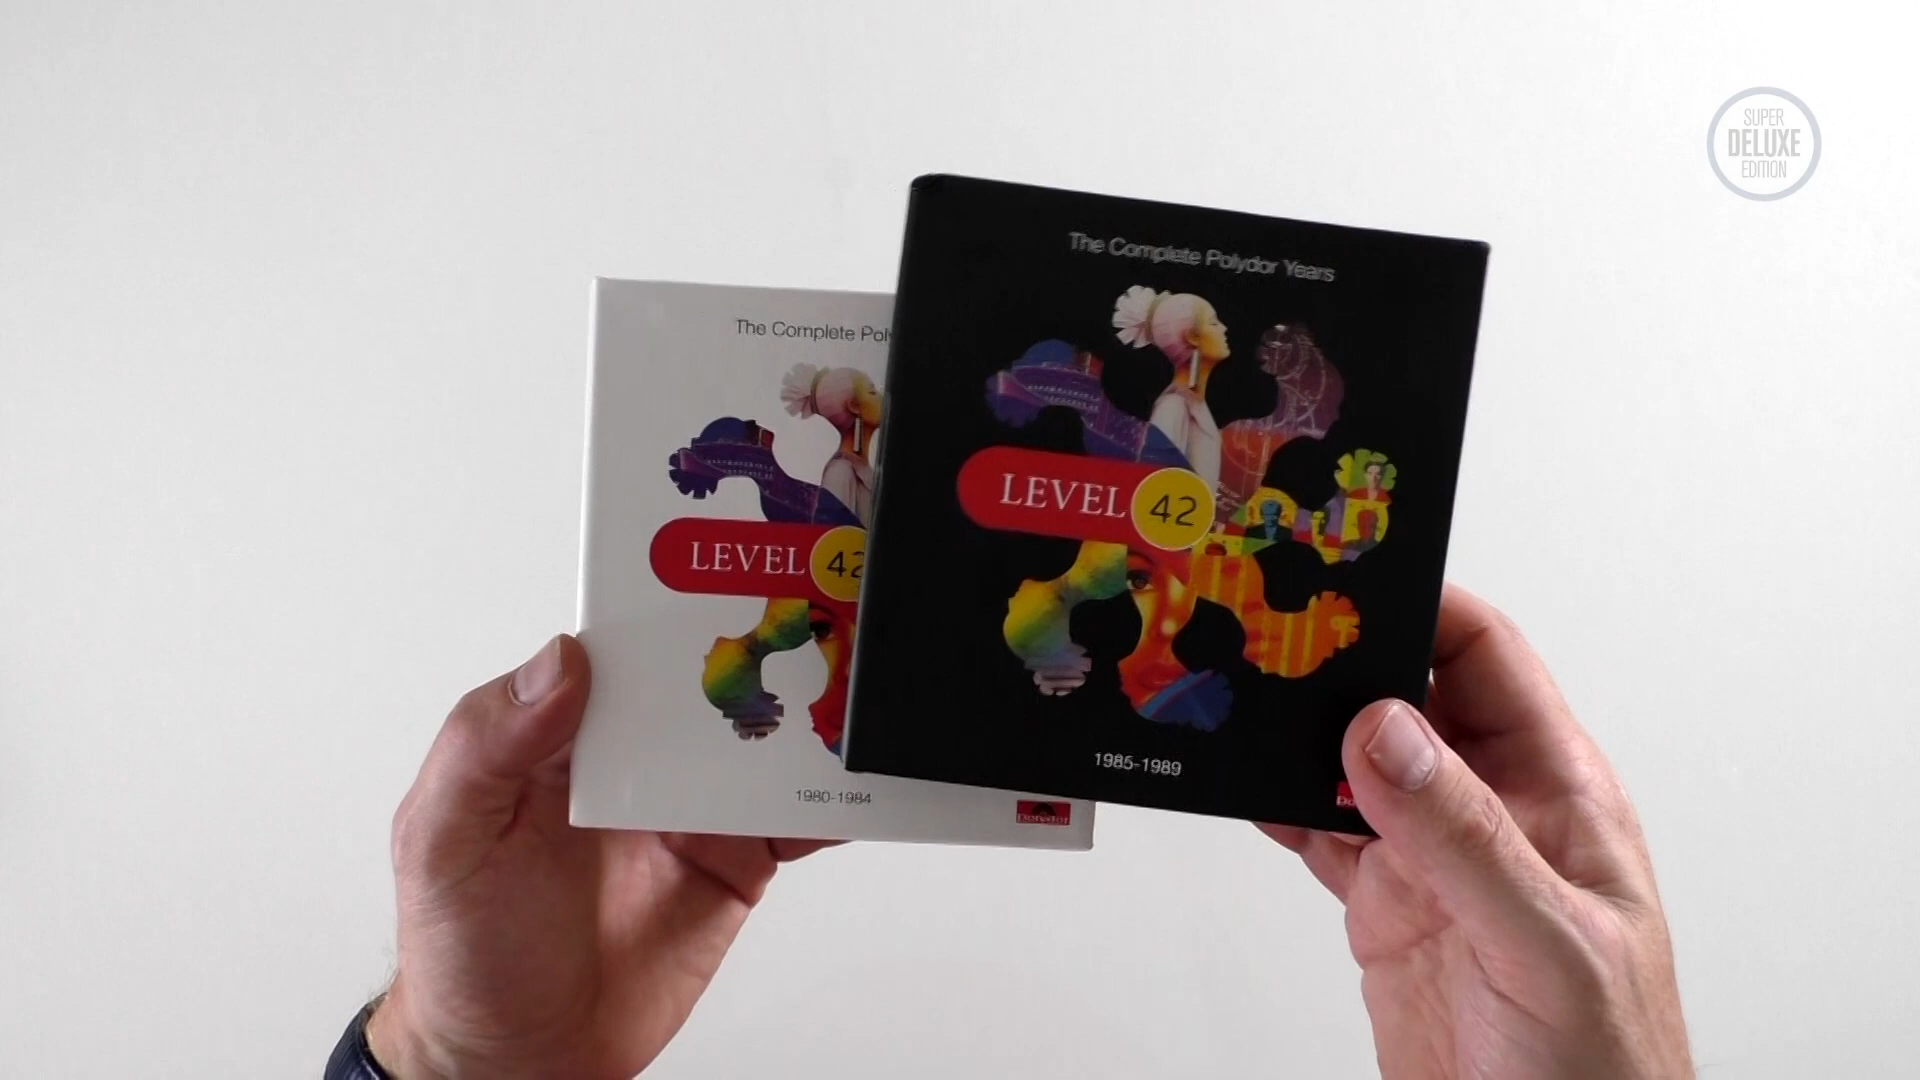 SUPER
DELUXE
EDITION
The Complete Polydor Years
LEVEL 42
1985-1989
The Complete Poly
LEVEL 42
1980-1984
Polydor